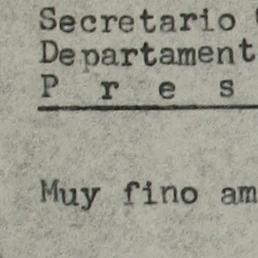 Secretario
Departament
P r e s
Muy fino am